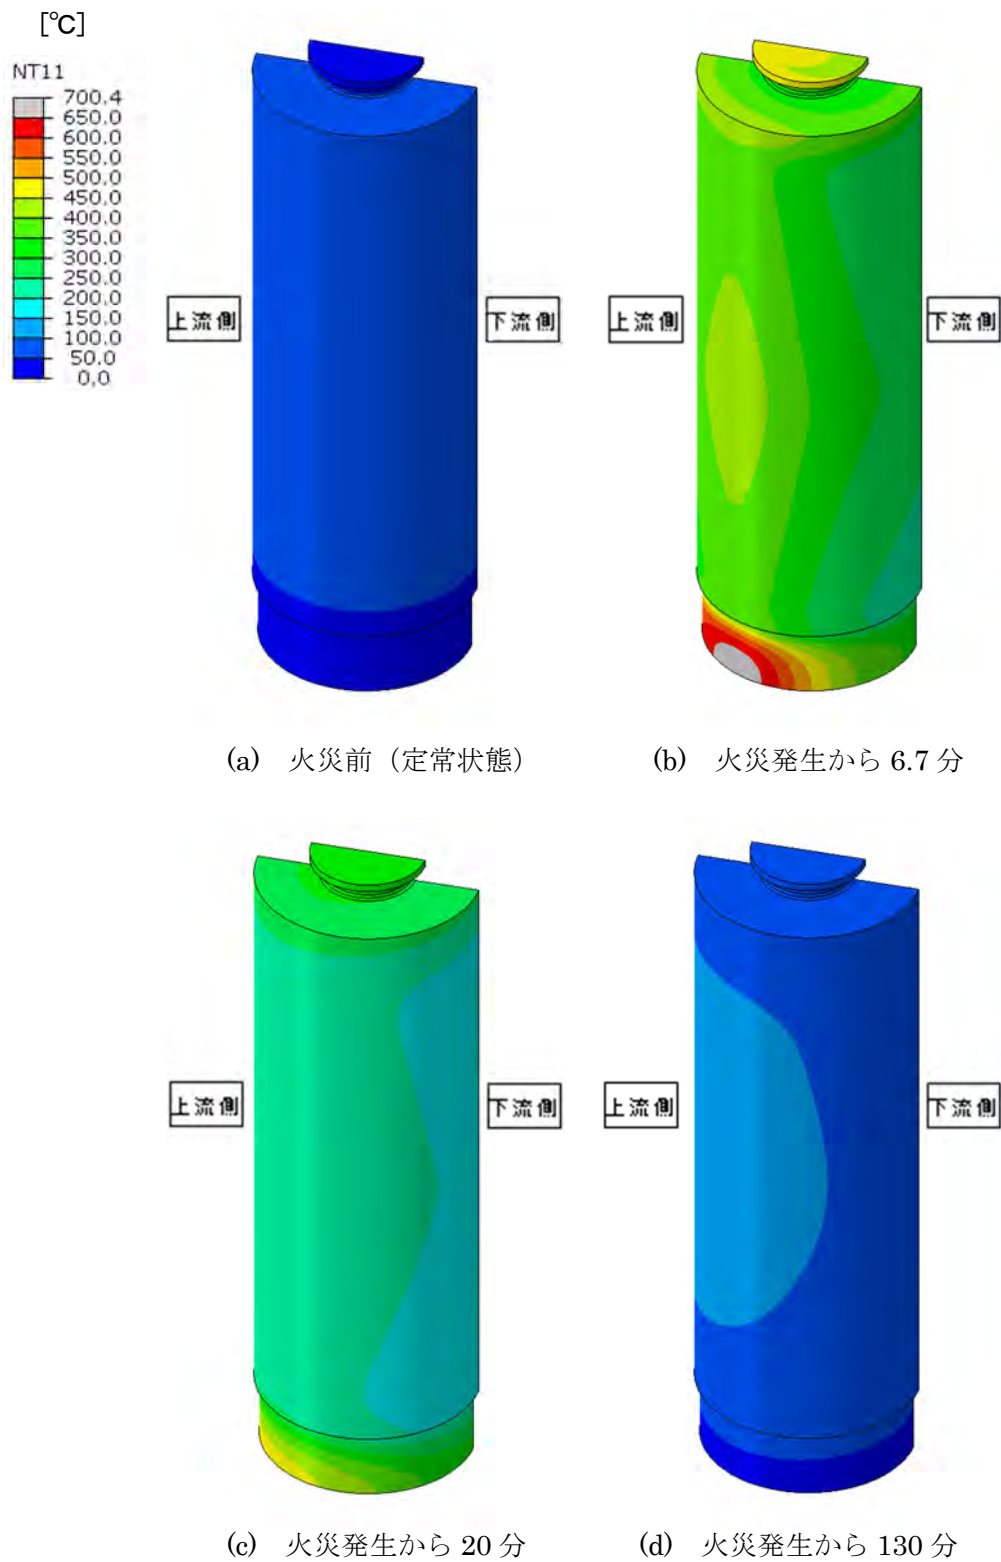 [℃]
NT11
700.4
650.0
600.0
550.0
500.0
450.0
400.0
350.0
300.0
250.0
200.0
150.0
100.0
50.0
0.0
上流側
下流側
上流側
下流側
(a) 火災前（定常状態）
(b) 火災発生から 6.7 分
上流側
下流側
上流側
下流側
(c) 火災発生から 20 分
(d) 火災発生から 130 分